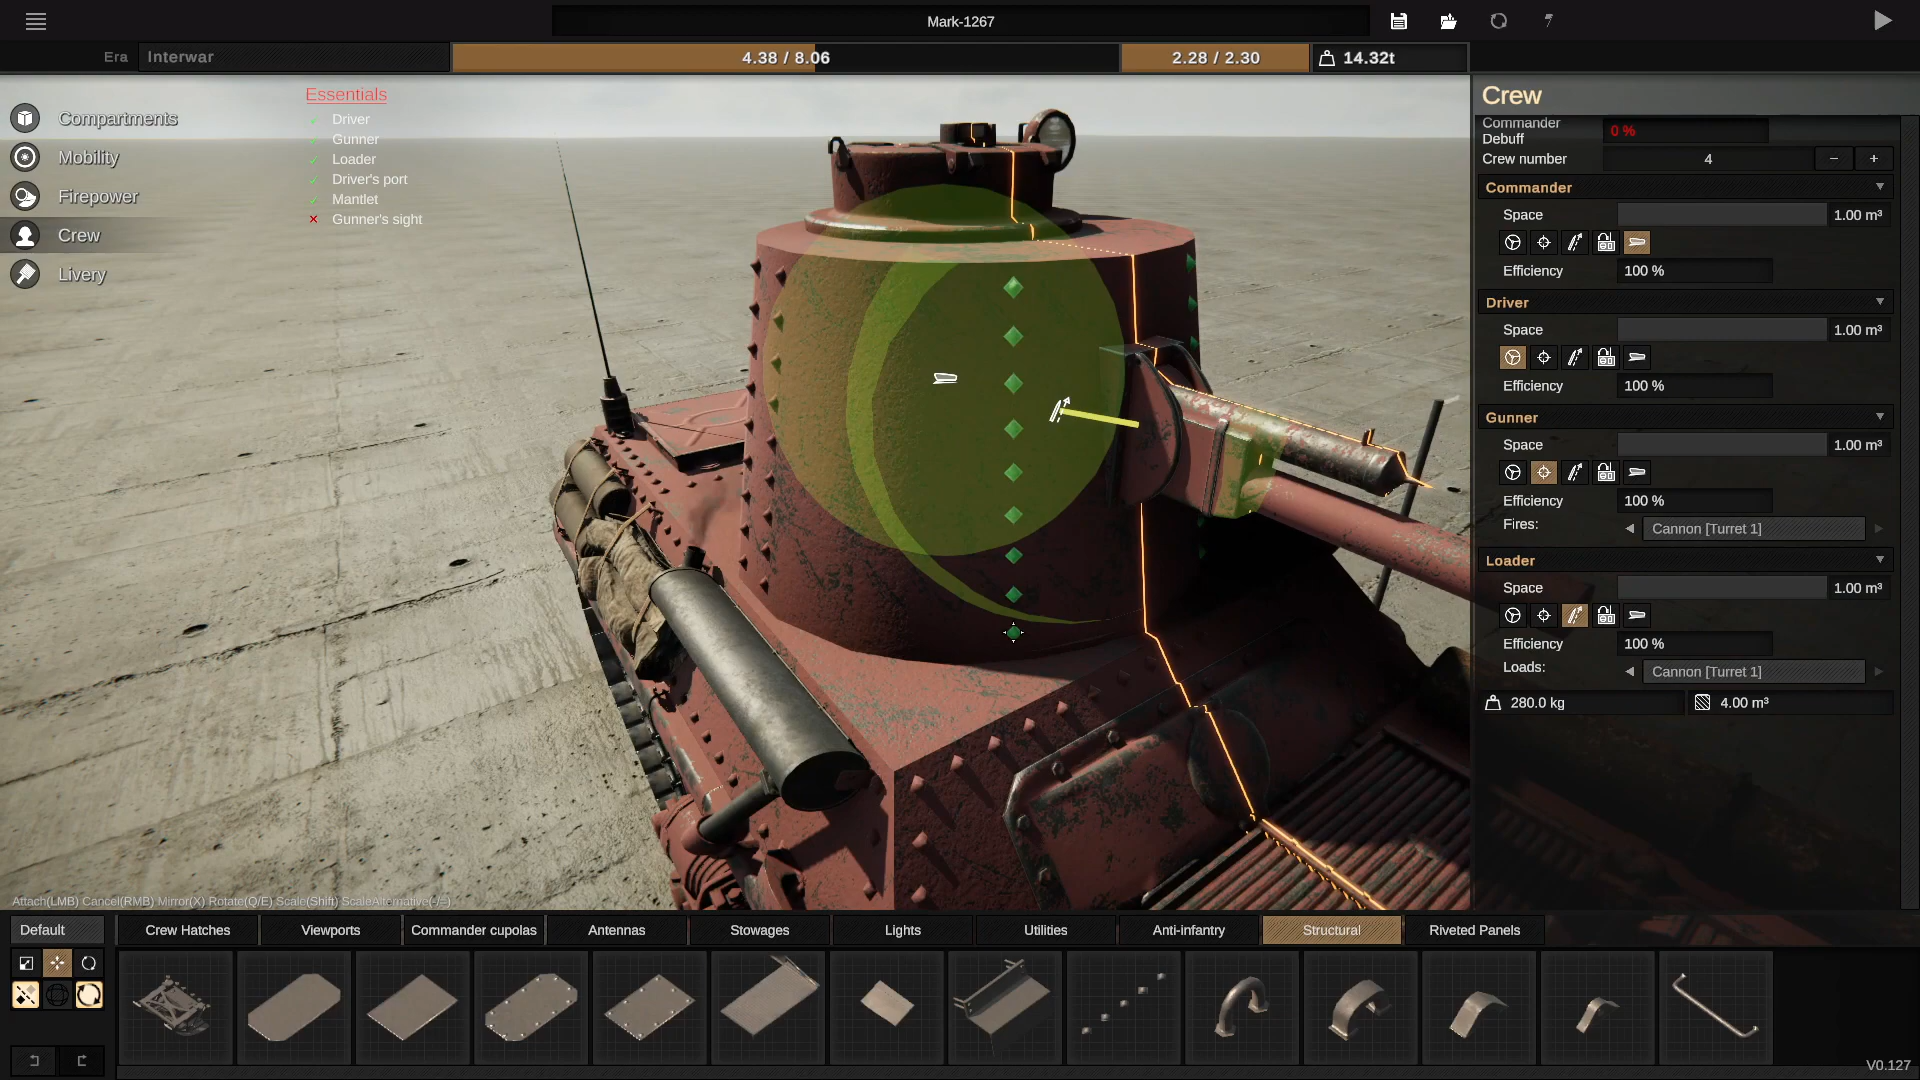 Mark-1267
Era Interwar 4.38 / 8.06 2.28 / 2.30 14.32t
Essentials
Driver
Gunner
Loader
Driver's port
Mantlet
Gunner's sight
Compartments
Mobility
Firepower
Crew
Livery
Crew
Commander Debuff 0 %
Crew number 4 − +
Commander
Space 1.00 m³
Efficiency 100 %
Driver
Space 1.00 m³
Efficiency 100 %
Gunner
Space 1.00 m³
Efficiency 100 %
Fires: Cannon [Turret 1]
Loader
Space 1.00 m³
Efficiency 100 %
Loads: Cannon [Turret 1]
280.0 kg 4.00 m³
Attach(LMB) Cancel(RMB) Mirror(X) Rotate(Q/E) Scale(Shift) ScaleAlternative(-/=)
Default Crew Hatches Viewports Commander cupolas Antennas Stowages Lights Utilities Anti-infantry Structural Riveted Panels
V0.127